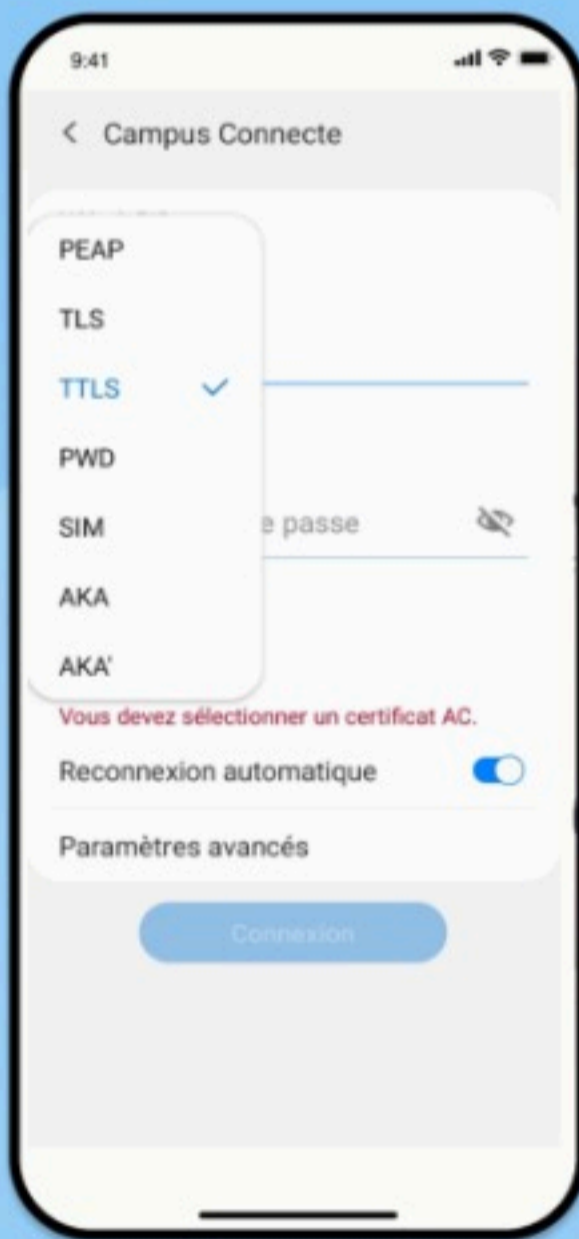 9:41
Campus Connecte
PEAP
TLS
TTLS
PWD
SIM
e passe
AKA
AKA'
Vous devez sélectionner un certificat AC.
Reconnexion automatique
Paramètres avancés
Connexion